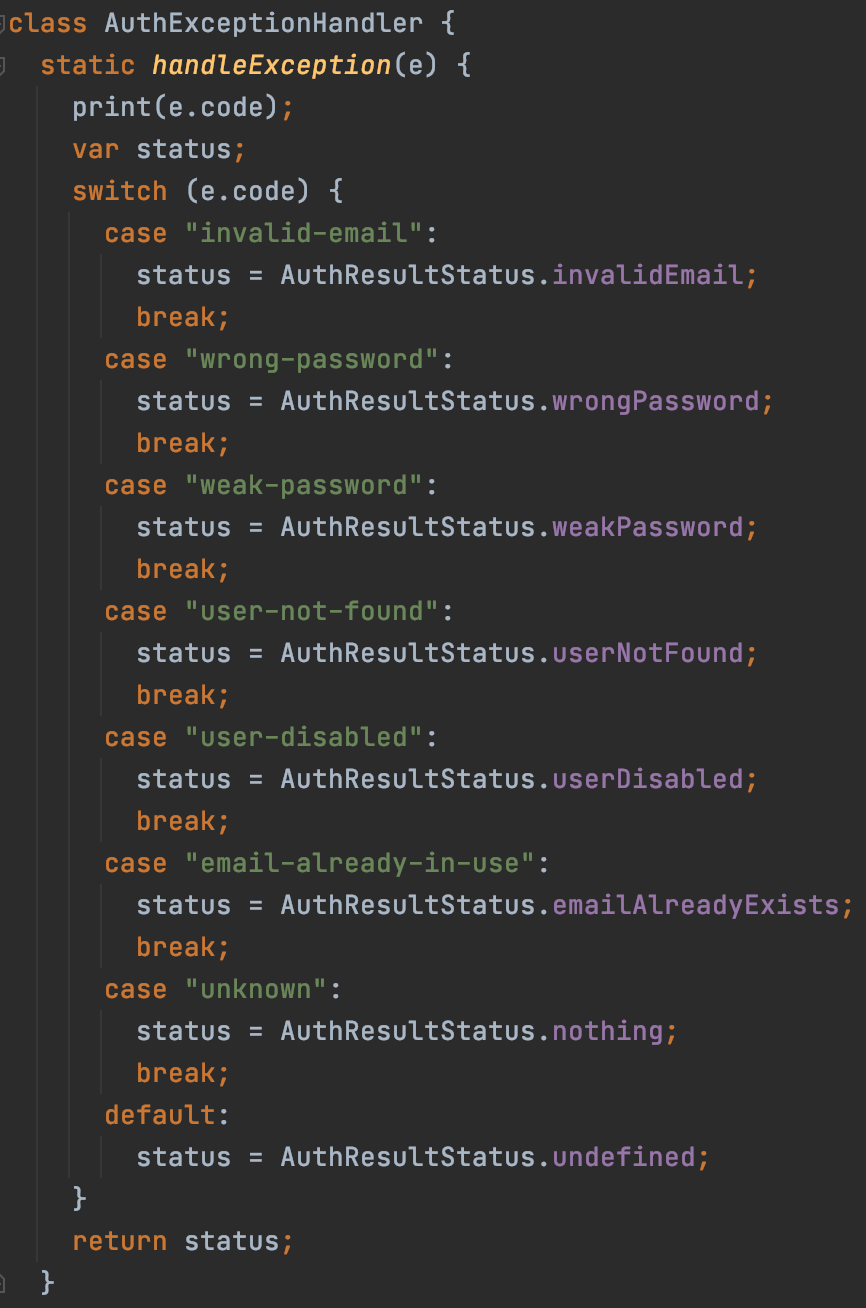 class AuthExceptionHandler {
  static handleException(e) {
    print(e.code);
    var status;
    switch (e.code) {
      case "invalid-email":
        status = AuthResultStatus.invalidEmail;
        break;
      case "wrong-password":
        status = AuthResultStatus.wrongPassword;
        break;
      case "weak-password":
        status = AuthResultStatus.weakPassword;
        break;
      case "user-not-found":
        status = AuthResultStatus.userNotFound;
        break;
      case "user-disabled":
        status = AuthResultStatus.userDisabled;
        break;
      case "email-already-in-use":
        status = AuthResultStatus.emailAlreadyExists;
        break;
      case "unknown":
        status = AuthResultStatus.nothing;
        break;
      default:
        status = AuthResultStatus.undefined;
    }
    return status;
  }